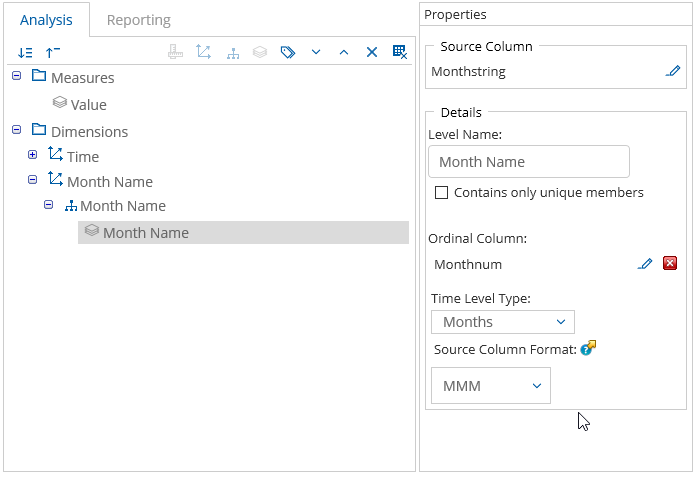 Analysis
Reporting
Measures
Value
Dimensions
Time
Month Name
Month Name
Month Name
Properties
Source Column
Monthstring
Details
Level Name:
Month Name
Contains only unique members
Ordinal Column:
Monthnum
Time Level Type:
Months
Source Column Format:
MMM